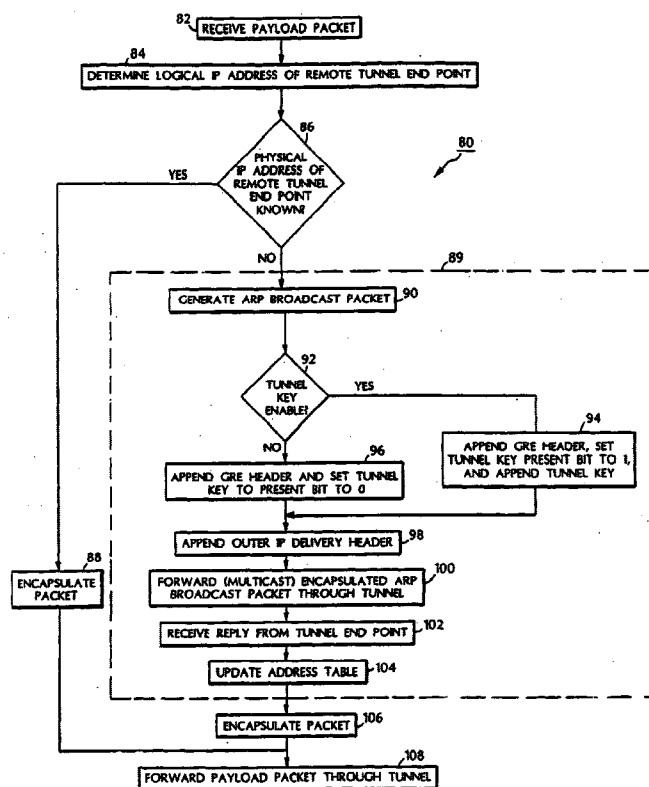 82
RECEIVE PAYLOAD PACKET
84
DETERMINE LOGICAL IP ADDRESS OF REMOTE TUNNEL END POINT
86
PHYSICAL
IP ADDRESS OF
REMOTE TUNNEL
END POINT
KNOWN?
YES
80
NO
89
GENERATE ARP BROADCAST PACKET
90
92
TUNNEL
KEY
ENABLE?
YES
NO
94
APPEND GRE HEADER, SET
TUNNEL KEY PRESENT BIT TO 1,
AND APPEND TUNNEL KEY
96
APPEND GRE HEADER AND SET TUNNEL
KEY TO PRESENT BIT TO 0
APPEND OUTER IP DELIVERY HEADER
98
88
ENCAPSULATE
PACKET
FORWARD (MULTICAST) ENCAPSULATED ARP
BROADCAST PACKET THROUGH TUNNEL
100
RECEIVE REPLY FROM TUNNEL END POINT
102
UPDATE ADDRESS TABLE
104
ENCAPSULATE PACKET
106
108
FORWARD PAYLOAD PACKET THROUGH TUNNEL